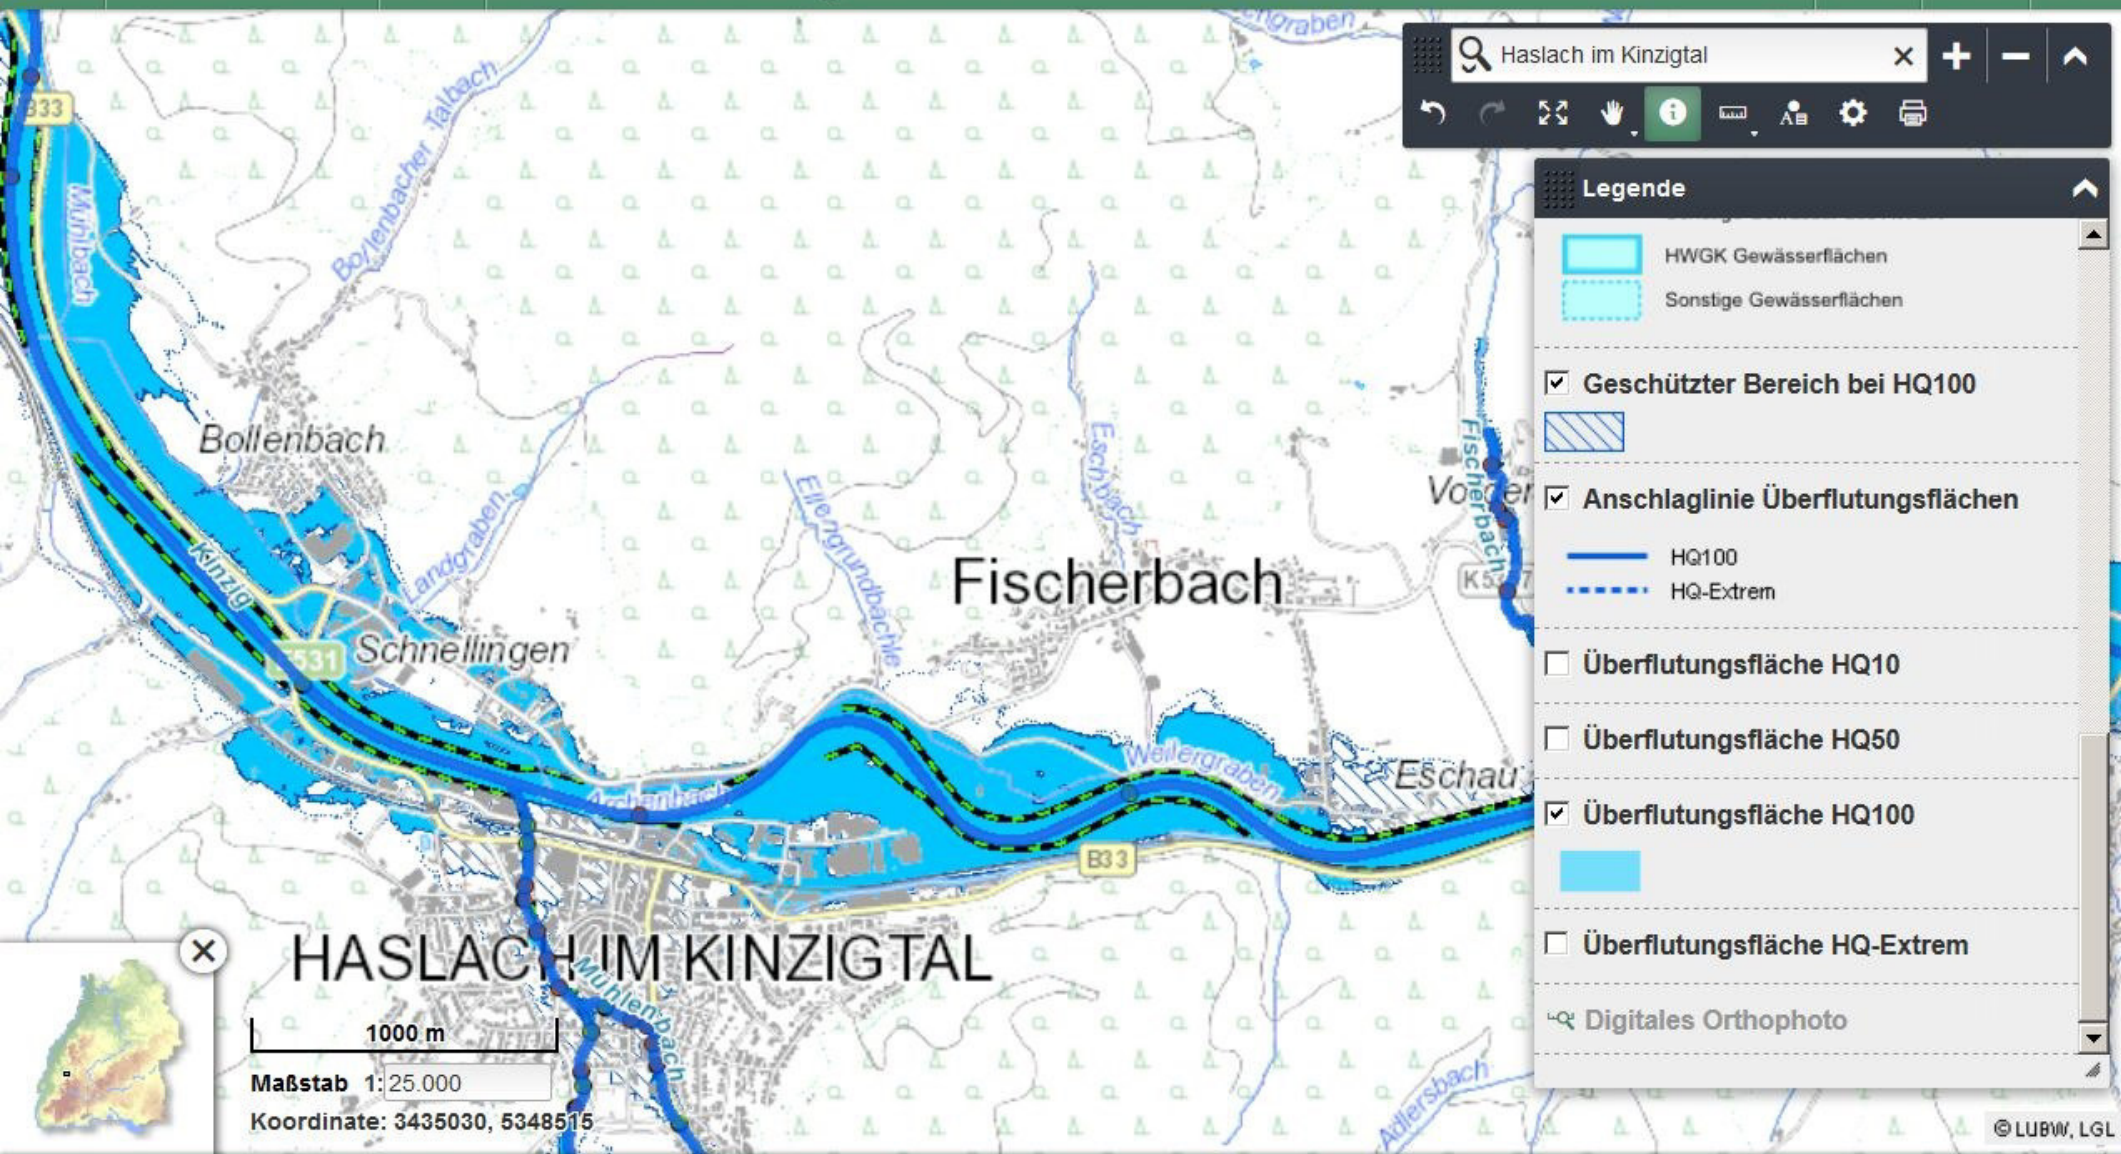 Haslach im Kinzigtal
Legende
HWGK Gewässerflächen
Sonstige Gewässerflächen
Geschützter Bereich bei HQ100
Anschlaglinie Überflutungsflächen
HQ100
HQ-Extrem
Überflutungsfläche HQ10
Überflutungsfläche HQ50
Überflutungsfläche HQ100
Überflutungsfläche HQ-Extrem
Digitales Orthophoto
B33
Mühlbach
Bollenbacher Talbach
Bollenbach
Kinzig
Landgraben
Schnellingen
Ellengrundbächle
Eschbach
Fischerbach
Fischerbach
Weilergraben
Eschau
B33
HASLACH IM KINZIGTAL
Mühlenbach
Adlersbach
1000 m
Maßstab 1: 25.000
Koordinate: 3435030, 5348515
© LUBW, LGL